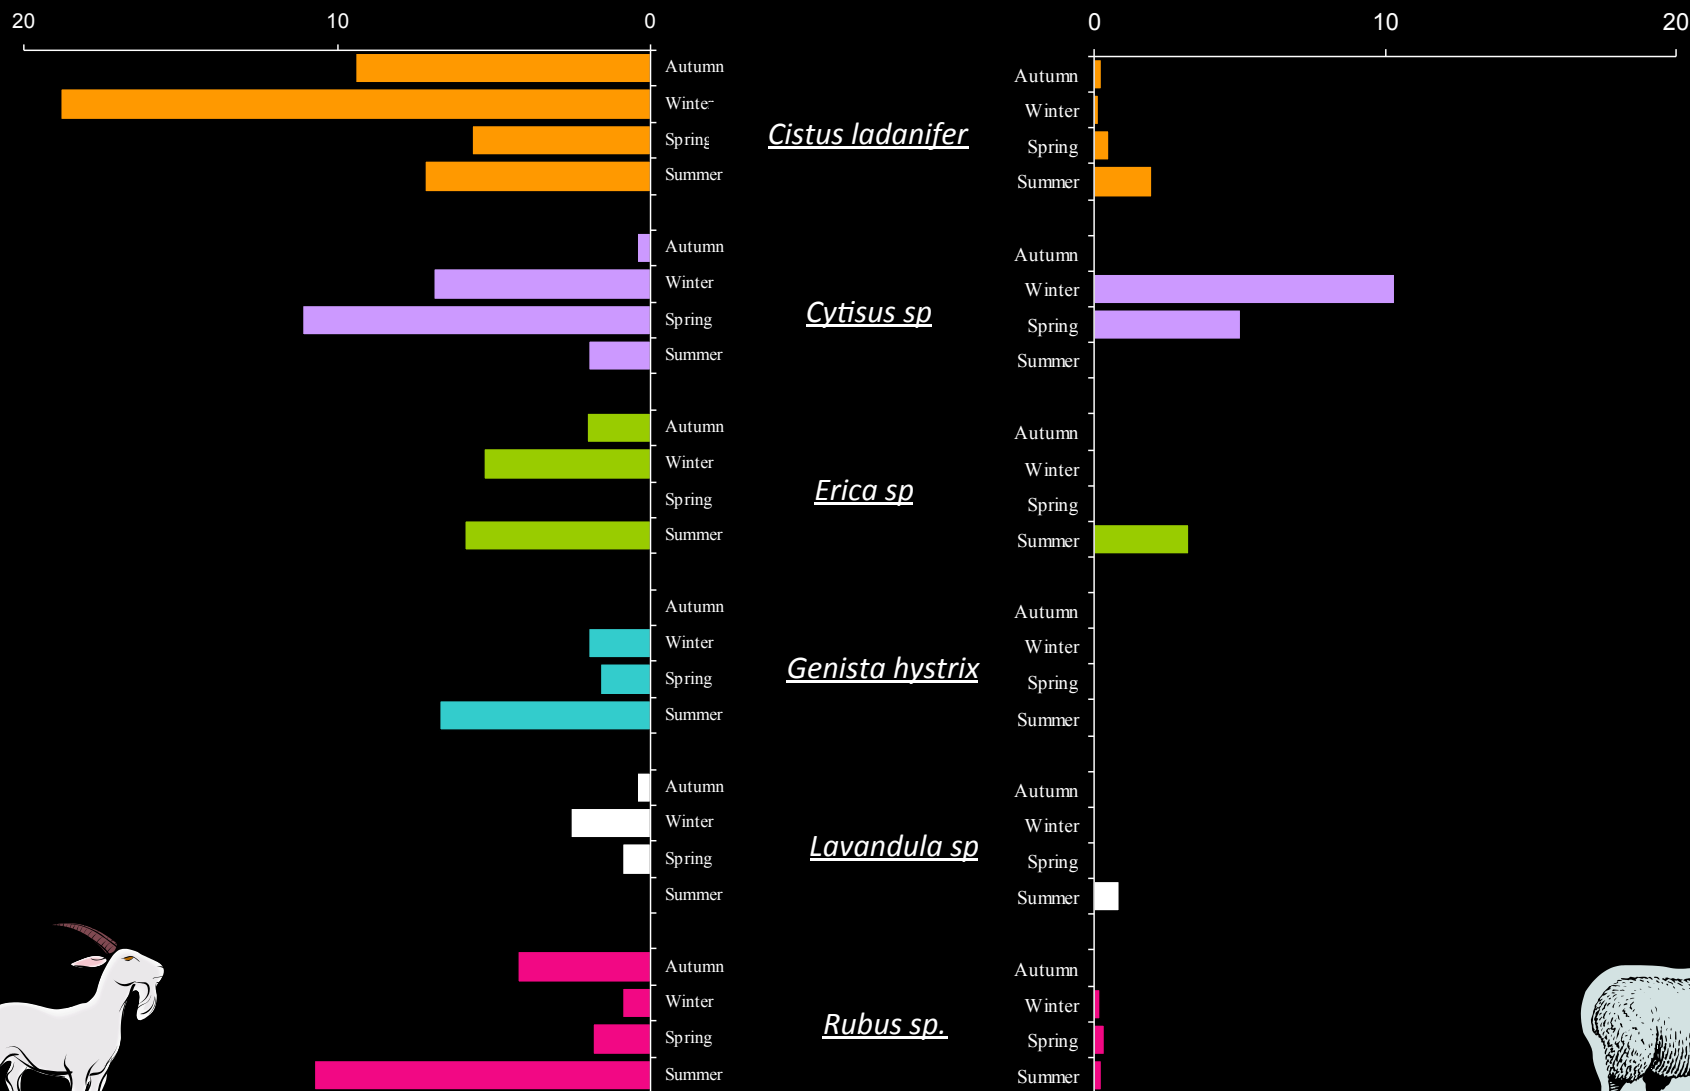 20 10 0
0 10 20
Autumn
Winter
Spring
Summer
Cistus ladanifer
Autumn
Winter
Spring
Summer
Autumn
Winter
Spring
Summer
Cytisus sp
Autumn
Winter
Spring
Summer
Autumn
Winter
Spring
Summer
Erica sp
Autumn
Winter
Spring
Summer
Autumn
Winter
Spring
Summer
Genista hystrix
Autumn
Winter
Spring
Summer
Autumn
Winter
Spring
Summer
Lavandula sp
Autumn
Winter
Spring
Summer
Autumn
Winter
Spring
Summer
Rubus sp.
Autumn
Winter
Spring
Summer